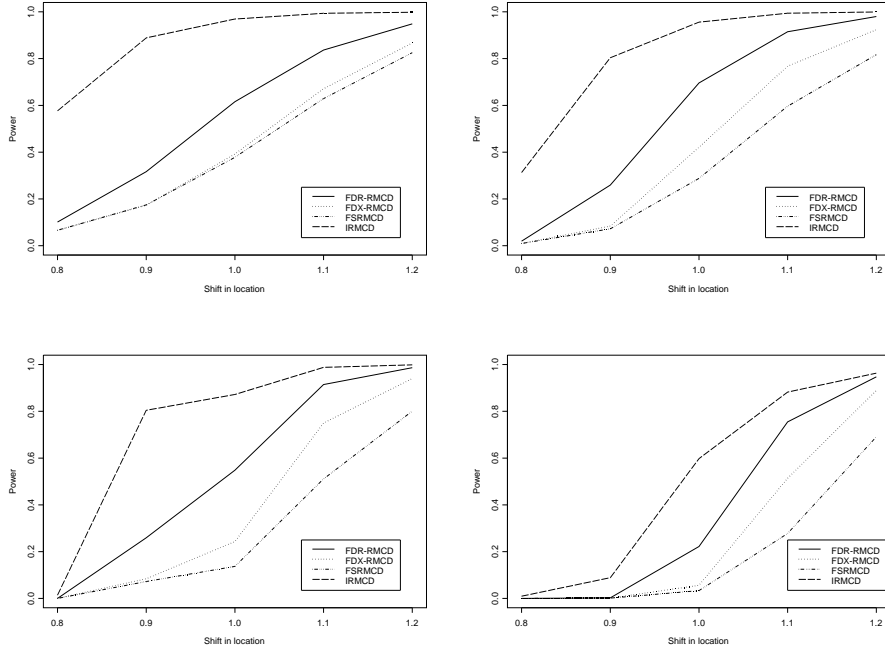 1.0
0.8
0.6
0.4
0.2
0.0
Power
FDR-RMCD
FDX-RMCD
FSRMCD
IRMCD
0.8 0.9 1.0 1.1 1.2
Shift in location
1.0
0.8
0.6
0.4
0.2
0.0
Power
FDR-RMCD
FDX-RMCD
FSRMCD
IRMCD
0.8 0.9 1.0 1.1 1.2
Shift in location
1.0
0.8
0.6
0.4
0.2
0.0
Power
FDR-RMCD
FDX-RMCD
FSRMCD
IRMCD
0.8 0.9 1.0 1.1 1.2
Shift in location
1.0
0.8
0.6
0.4
0.2
0.0
Power
FDR-RMCD
FDX-RMCD
FSRMCD
IRMCD
0.8 0.9 1.0 1.1 1.2
Shift in location